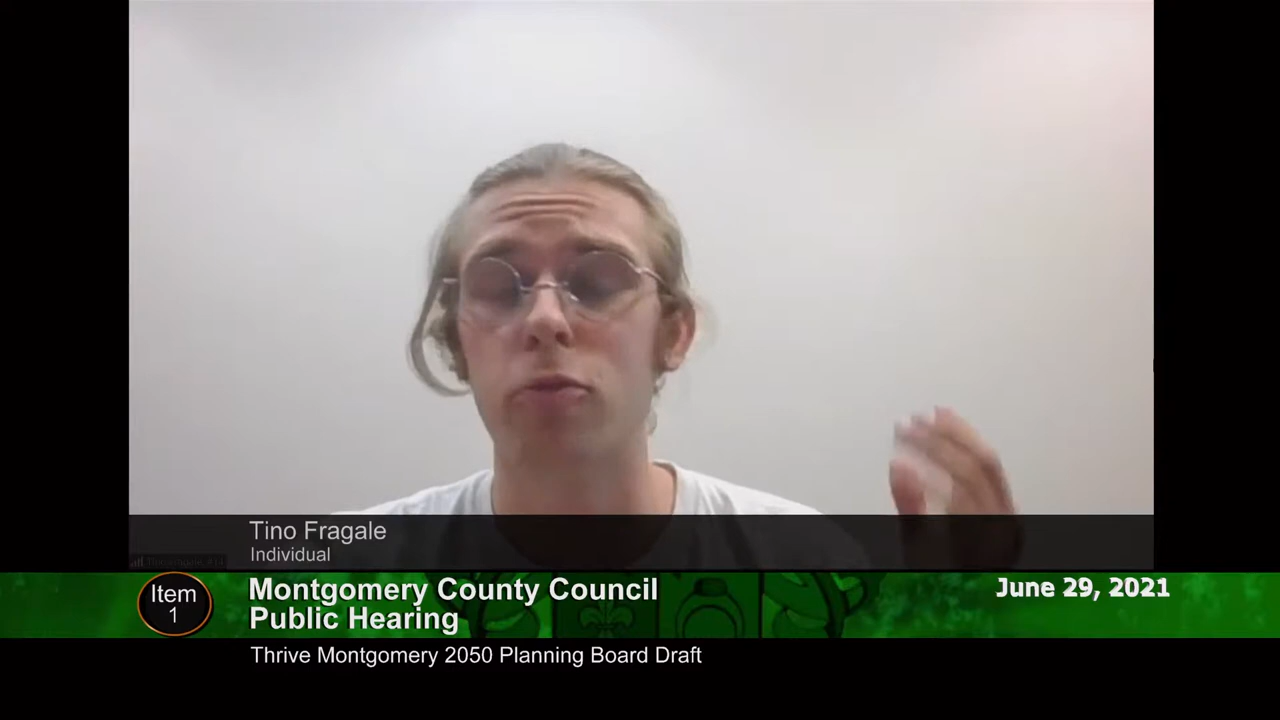 Tino Fragale
Individual
Item
1
Montgomery County Council
Public Hearing
June 29, 2021
Thrive Montgomery 2050 Planning Board Draft